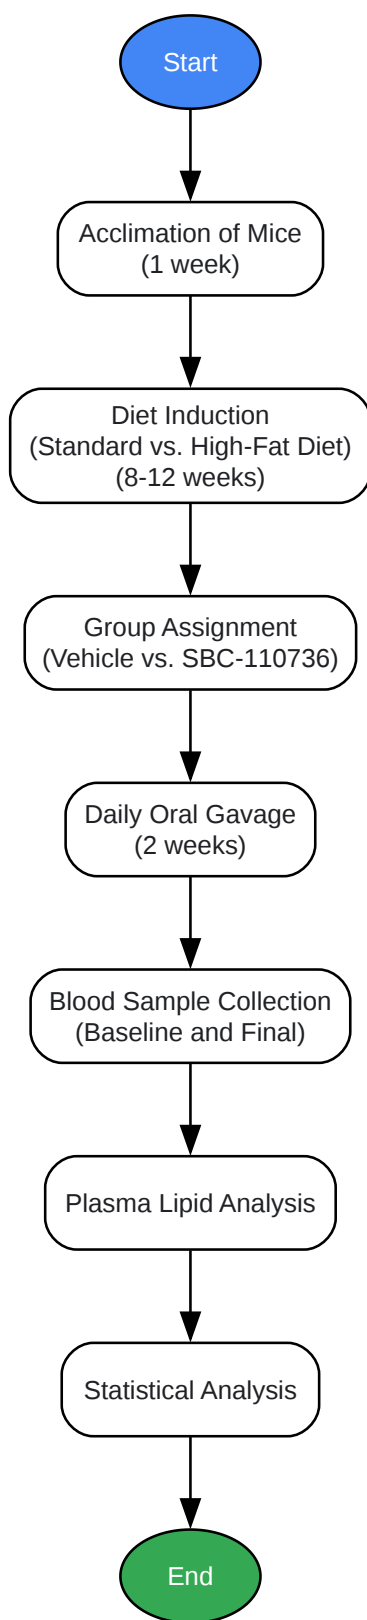 Start
Acclimation of Mice
(1 week)
Diet Induction
(Standard vs. High-Fat Diet)
(8-12 weeks)
Group Assignment
(Vehicle vs. SBC-110736)
Daily Oral Gavage
(2 weeks)
Blood Sample Collection
(Baseline and Final)
Plasma Lipid Analysis
Statistical Analysis
End